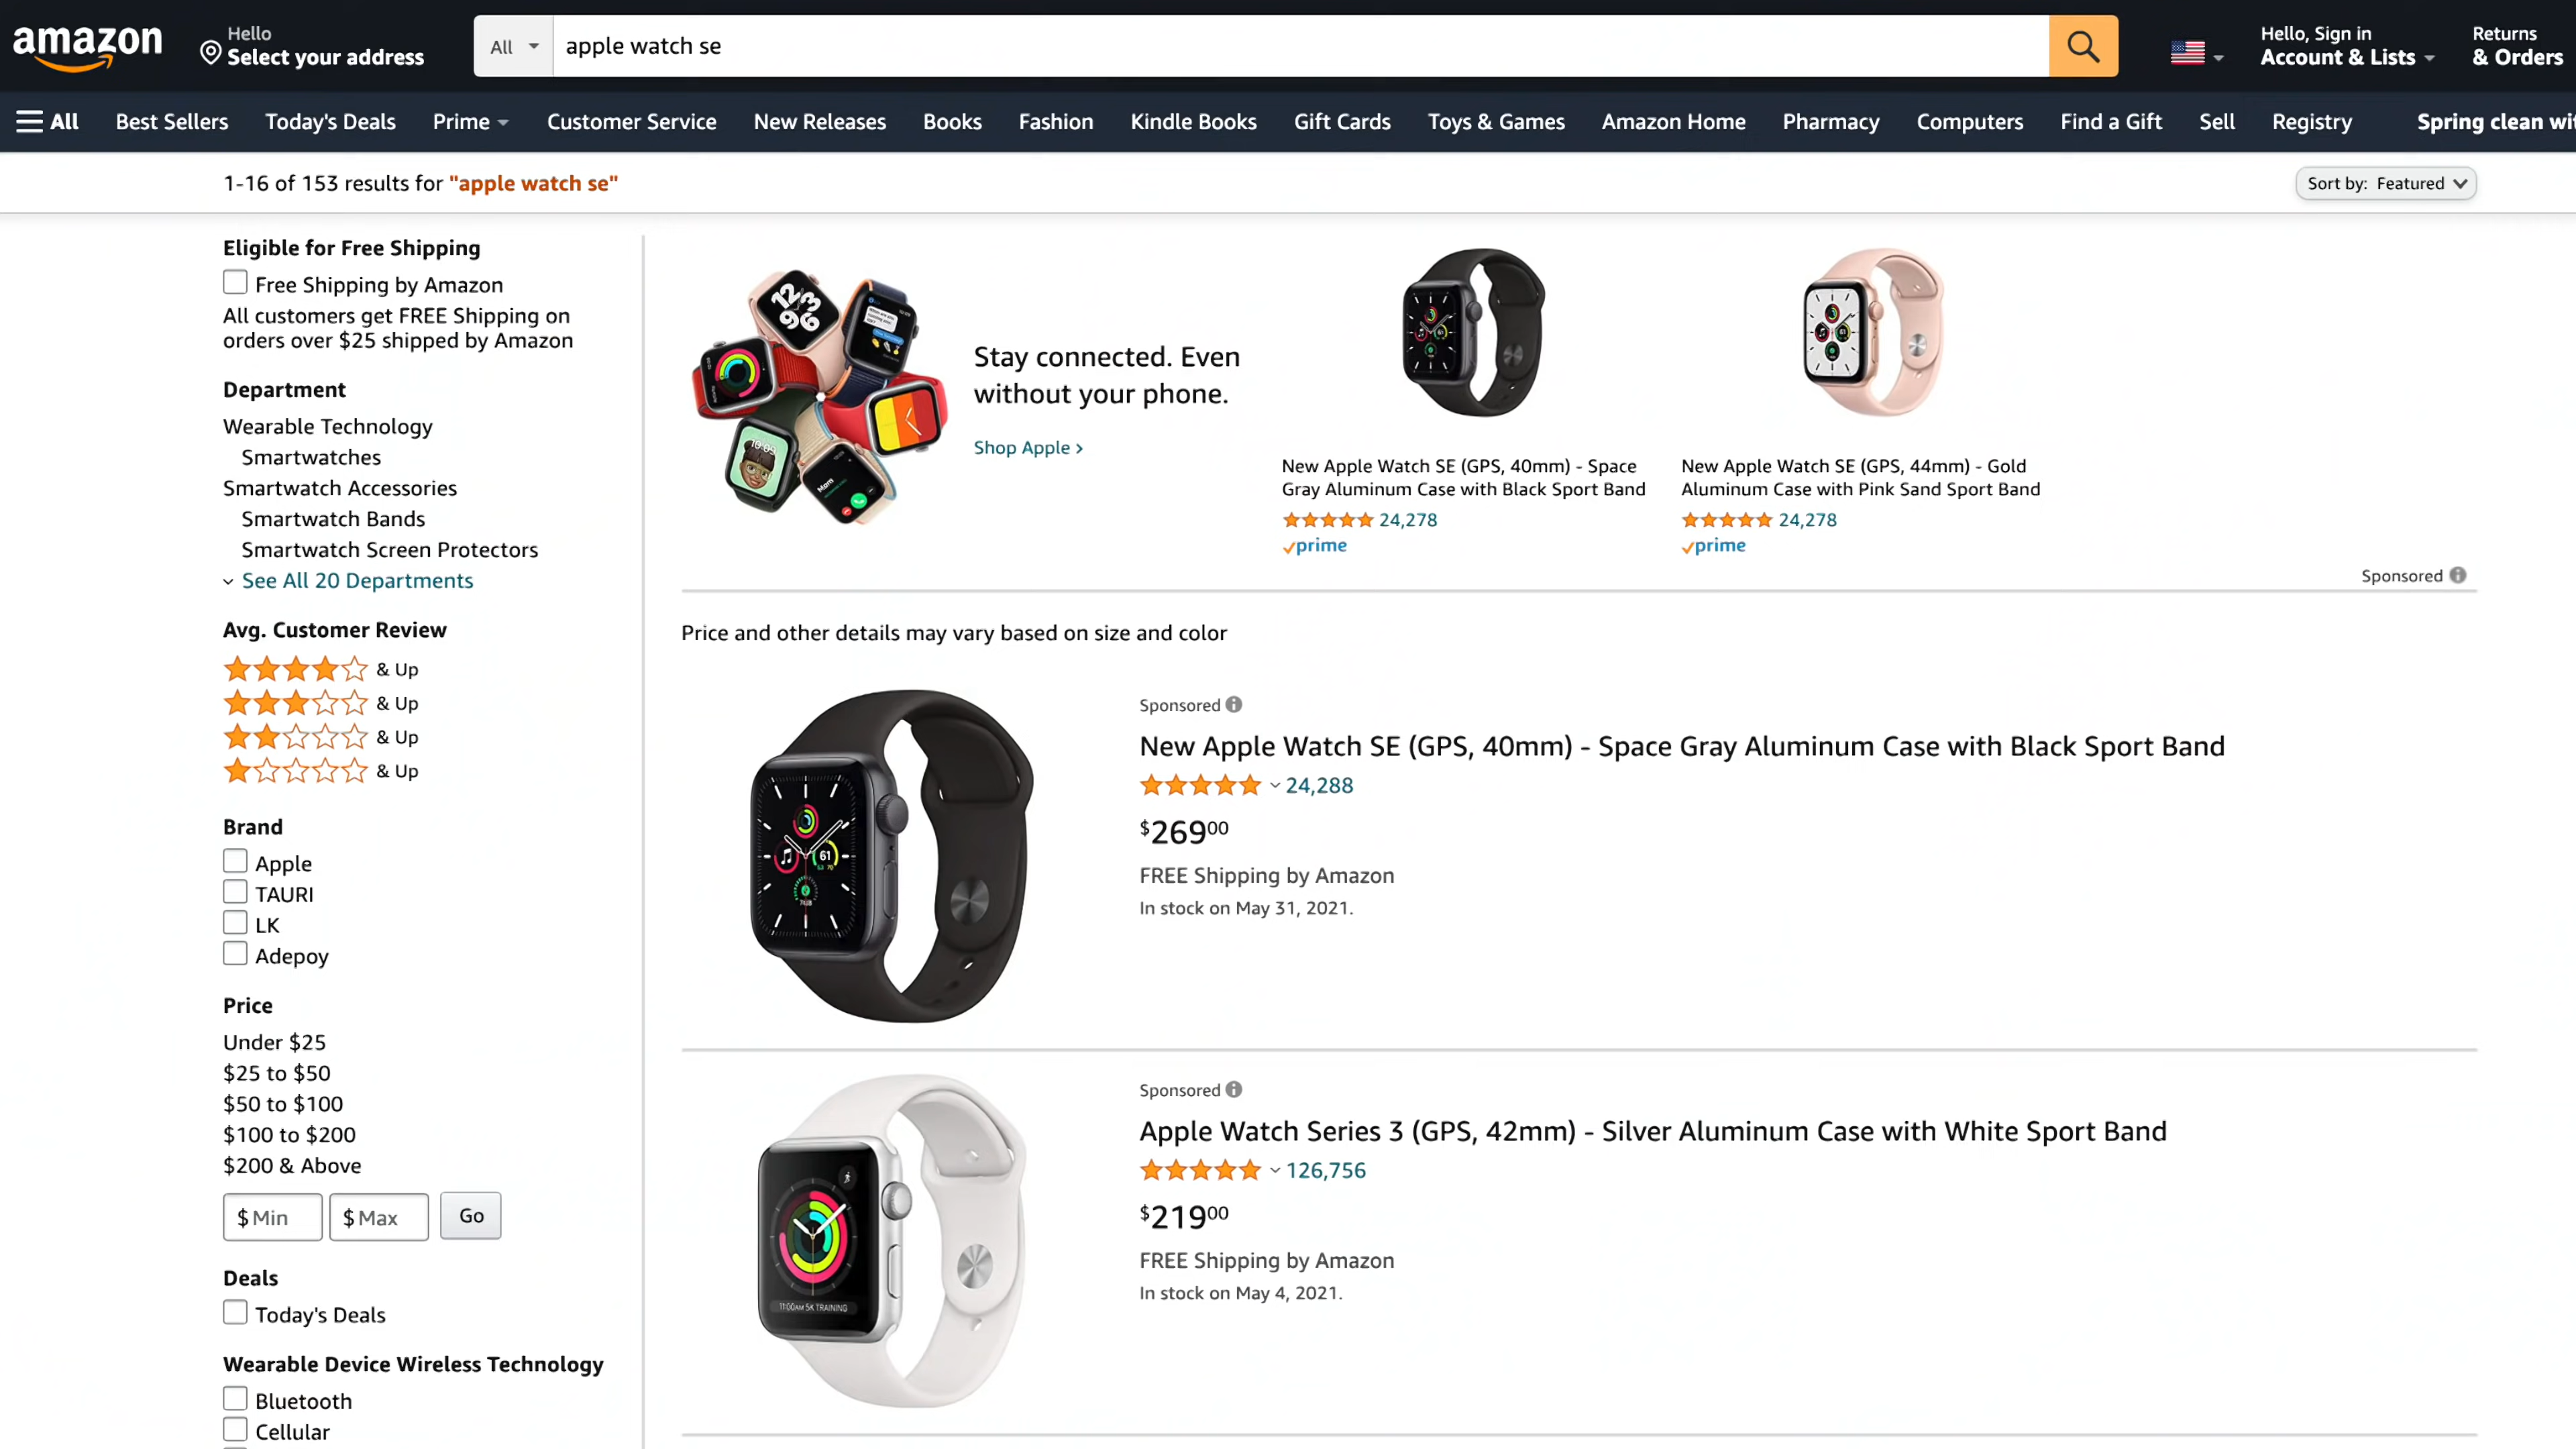 amazon
Hello
Select your address
All
apple watch se
Hello, Sign in
Account & Lists
Returns
& Orders
All
Best Sellers
Today's Deals
Prime
Customer Service
New Releases
Books
Fashion
Kindle Books
Gift Cards
Toys & Games
Amazon Home
Pharmacy
Computers
Find a Gift
Sell
Registry
Spring clean wit
1-16 of 153 results for "apple watch se"
Sort by: Featured
Eligible for Free Shipping
Free Shipping by Amazon
All customers get FREE Shipping on
orders over $25 shipped by Amazon
Department
Wearable Technology
Smartwatches
Smartwatch Accessories
Smartwatch Bands
Smartwatch Screen Protectors
See All 20 Departments
Avg. Customer Review
& Up
& Up
& Up
& Up
Brand
Apple
TAURI
LK
Adepoy
Price
Under $25
$25 to $50
$50 to $100
$100 to $200
$200 & Above
$ Min
$ Max
Go
Deals
Today's Deals
Wearable Device Wireless Technology
Bluetooth
Cellular
Stay connected. Even
without your phone.
Shop Apple ›
New Apple Watch SE (GPS, 40mm) - Space
Gray Aluminum Case with Black Sport Band
24,278
prime
New Apple Watch SE (GPS, 44mm) - Gold
Aluminum Case with Pink Sand Sport Band
24,278
prime
Sponsored
Price and other details may vary based on size and color
Sponsored
New Apple Watch SE (GPS, 40mm) - Space Gray Aluminum Case with Black Sport Band
24,288
$26900
FREE Shipping by Amazon
In stock on May 31, 2021.
61
Sponsored
Apple Watch Series 3 (GPS, 42mm) - Silver Aluminum Case with White Sport Band
126,756
$21900
FREE Shipping by Amazon
In stock on May 4, 2021.
11:00AM 5K TRAINING